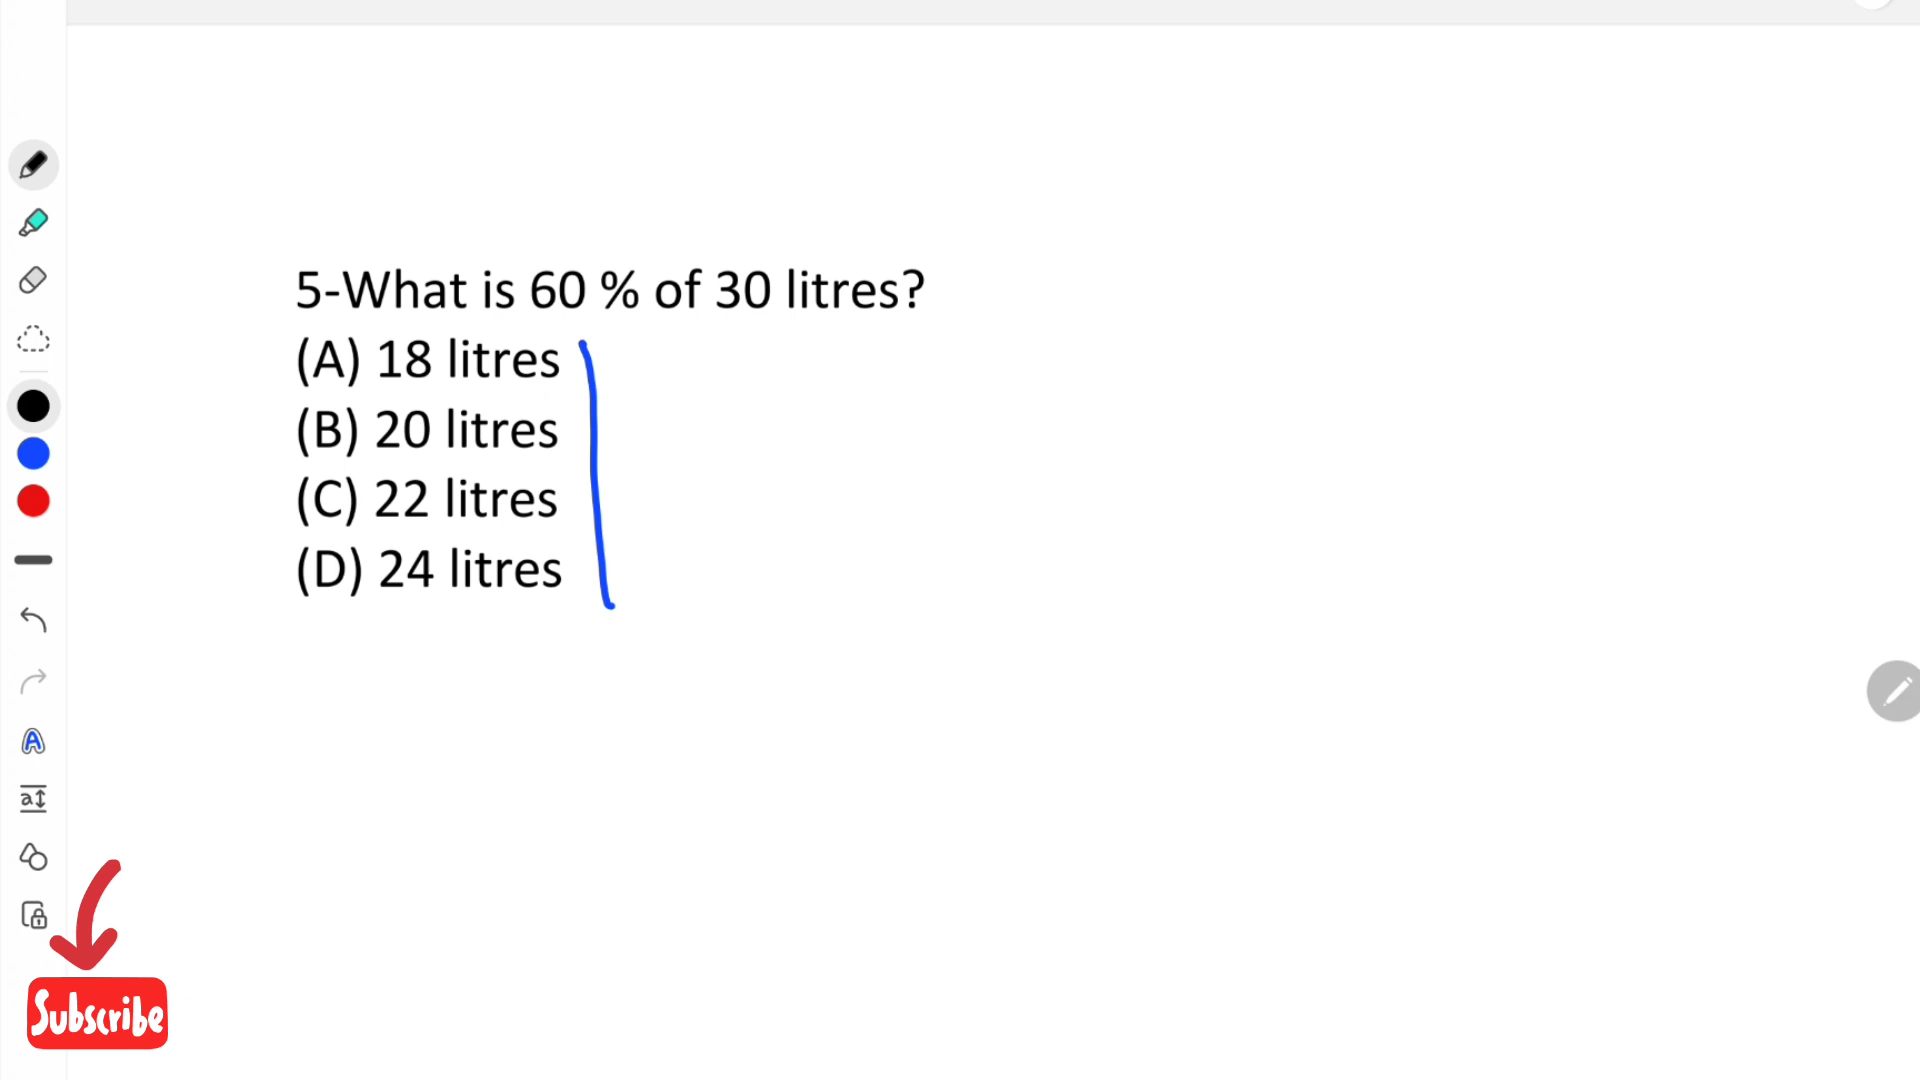 5-What is 60 % of 30 litres?
(A) 18 litres
(B) 20 litres
(C) 22 litres
(D) 24 litres
A
a
Subscribe